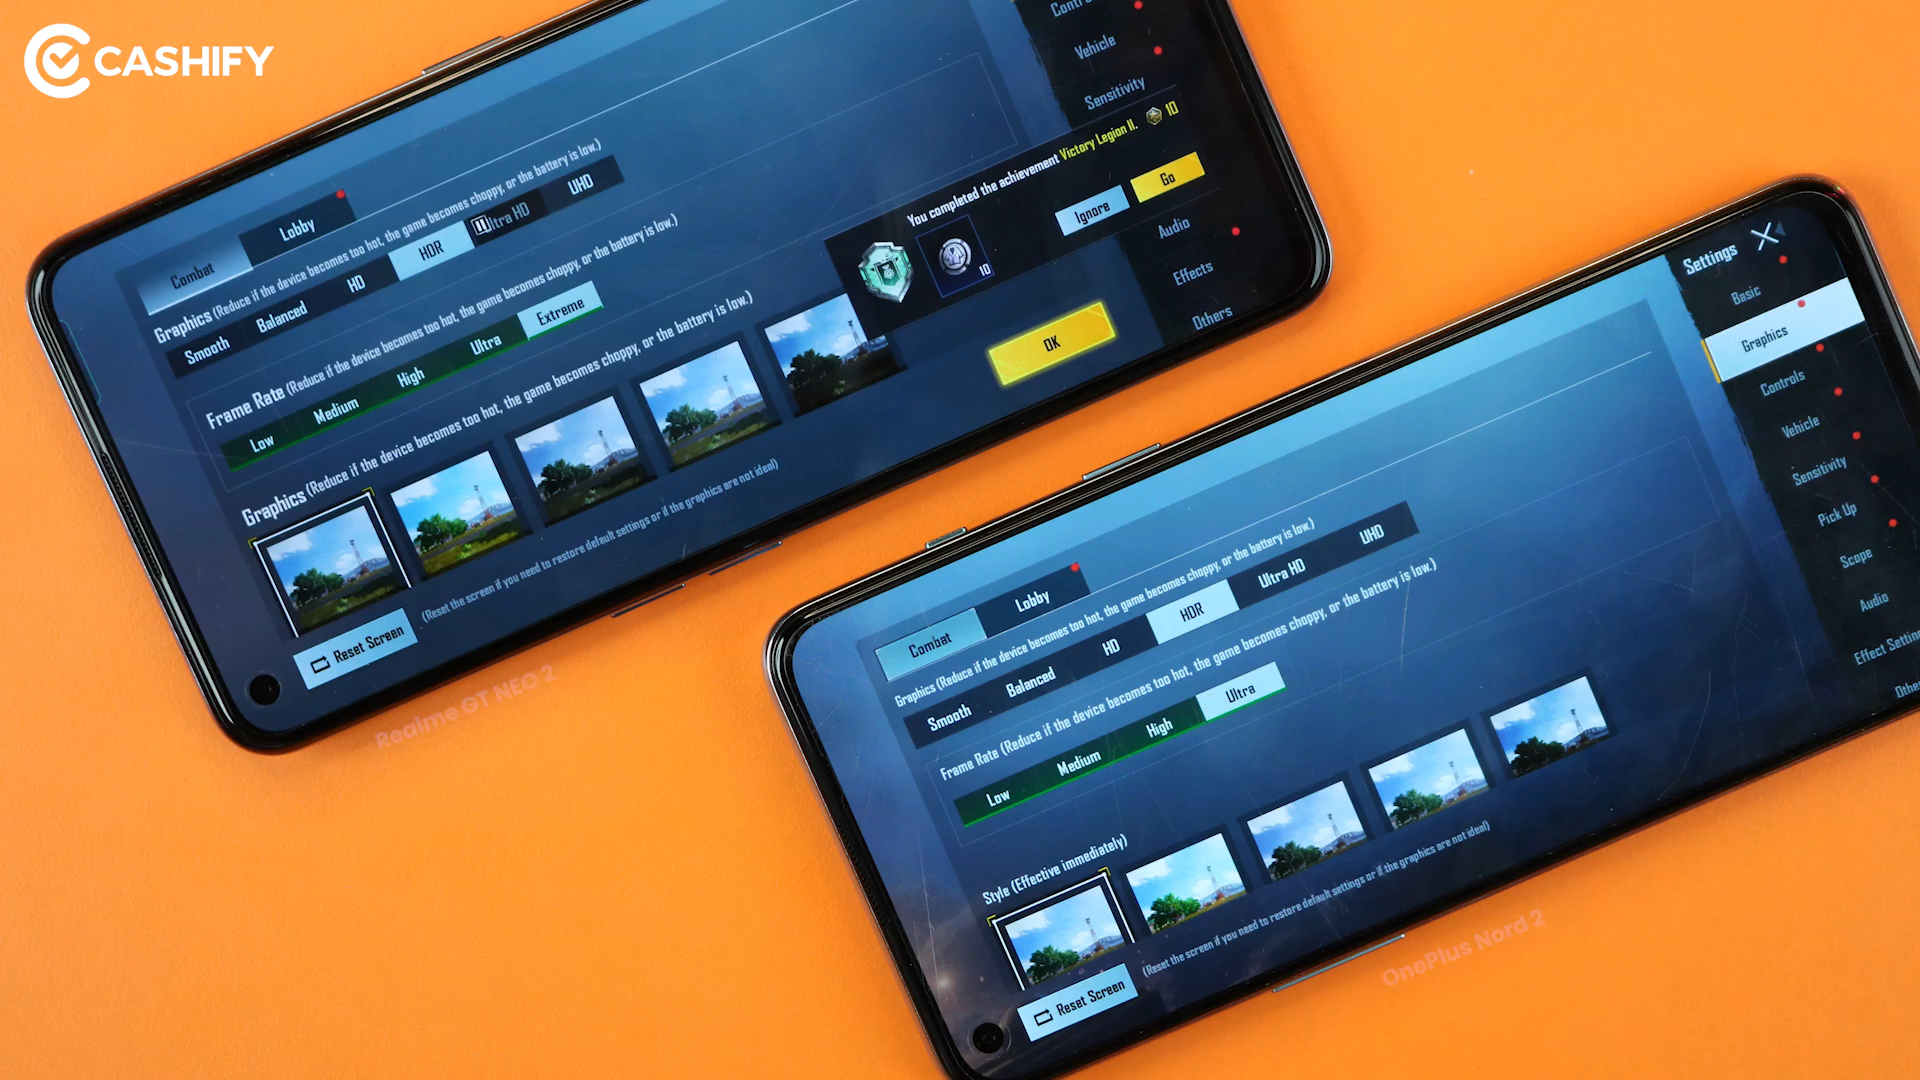 CASHIFY
Controls
Vehicle
Sensitivity
You completed the achievement Victory Legion II. 10
10
Ignore
Go
Audio
Effects
Others
OK
Combat
Lobby
Graphics (Reduce if the device becomes too hot, the game becomes choppy, or the battery is low.)
Smooth Balanced HD HDR Ultra HD UHD
Frame Rate (Reduce if the device becomes too hot, the game becomes choppy, or the battery is low.)
Low Medium High Ultra Extreme
Graphics (Reduce if the device becomes too hot, the game becomes choppy, or the battery is low.)
Reset Screen (Reset the screen if you need to restore default settings or if the graphics are not ideal)
Realme GT NEO 2
Settings
Basic
Graphics
Controls
Vehicle
Sensitivity
Pick Up
Scope
Audio
Effect Settin
Othe
Combat
Lobby
Graphics (Reduce if the device becomes too hot, the game becomes choppy, or the battery is low.)
Smooth Balanced HD HDR Ultra HD UHD
Frame Rate (Reduce if the device becomes too hot, the game becomes choppy, or the battery is low.)
Low Medium High Ultra
Style (Effective immediately)
Reset Screen (Reset the screen if you need to restore default settings or if the graphics are not ideal)
OnePlus Nord 2